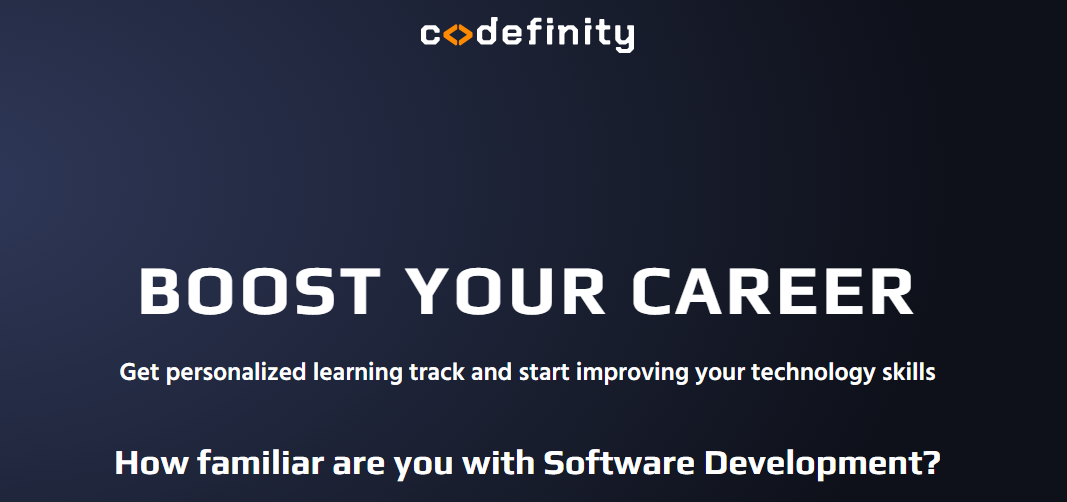 codefinity
BOOST YOUR CAREER
Get personalized learning track and start improving your technology skills
How familiar are you with Software Development?